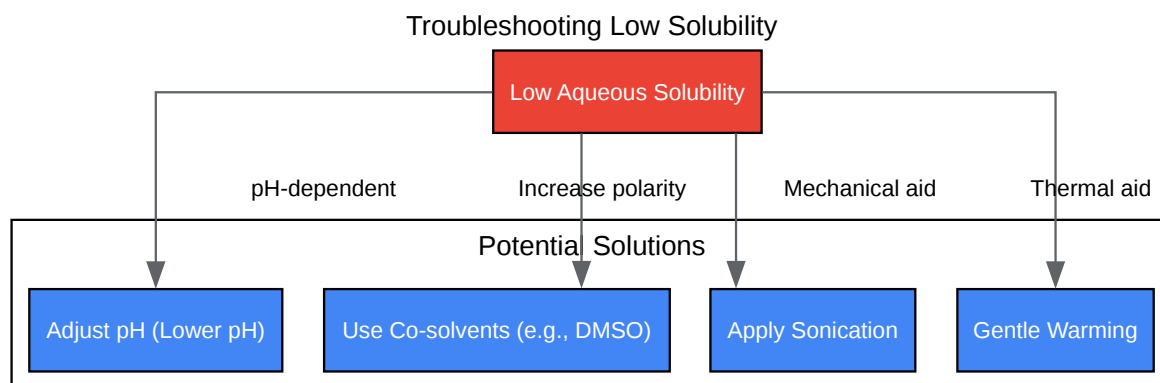 Troubleshooting Low Solubility
Low Aqueous Solubility
pH-dependent
Increase polarity
Mechanical aid
Thermal aid
Potential Solutions
Adjust pH (Lower pH)
Use Co-solvents (e.g., DMSO)
Apply Sonication
Gentle Warming